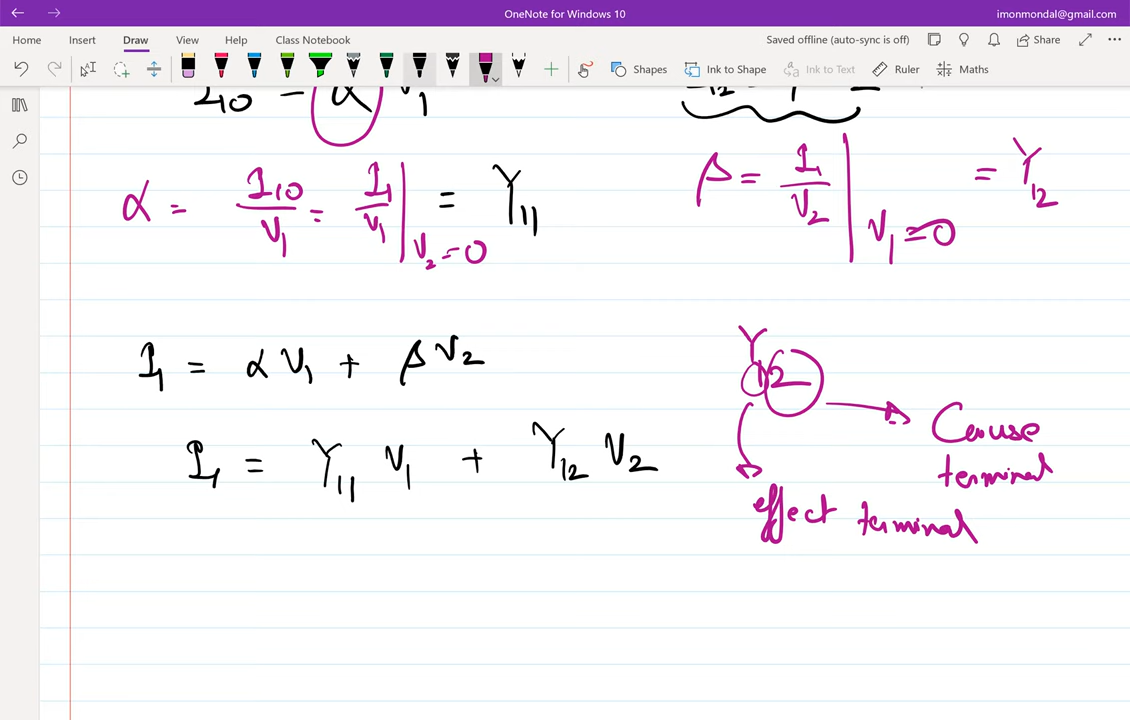 OneNote for Windows 10
imonmondal@gmail.com
Home Insert Draw View Help Class Notebook
Saved offline (auto-sync is off) Share
Shapes Ink to Shape Ink to Text Ruler Maths
I10 = α V1
α = I10/V1 = I1/V1 | V2=0 = Y11
β = I1/V2 | V1=0 = Y12
I1 = α V1 + β V2
I1 = Y11 V1 + Y12 V2
Y12
Cause
terminal
effect terminal